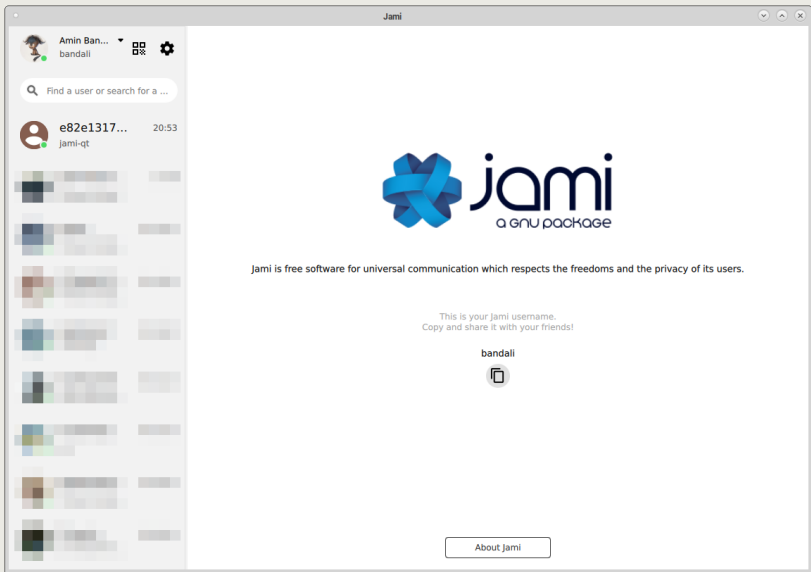 Jami
Amin Ban...
bandali
Find a user or search for a ...
e82e1317...
20:53
jami-qt
jami
a GNU package
Jami is free software for universal communication which respects the freedoms and the privacy of its users.
This is your Jami username.
Copy and share it with your friends!
bandali
About Jami